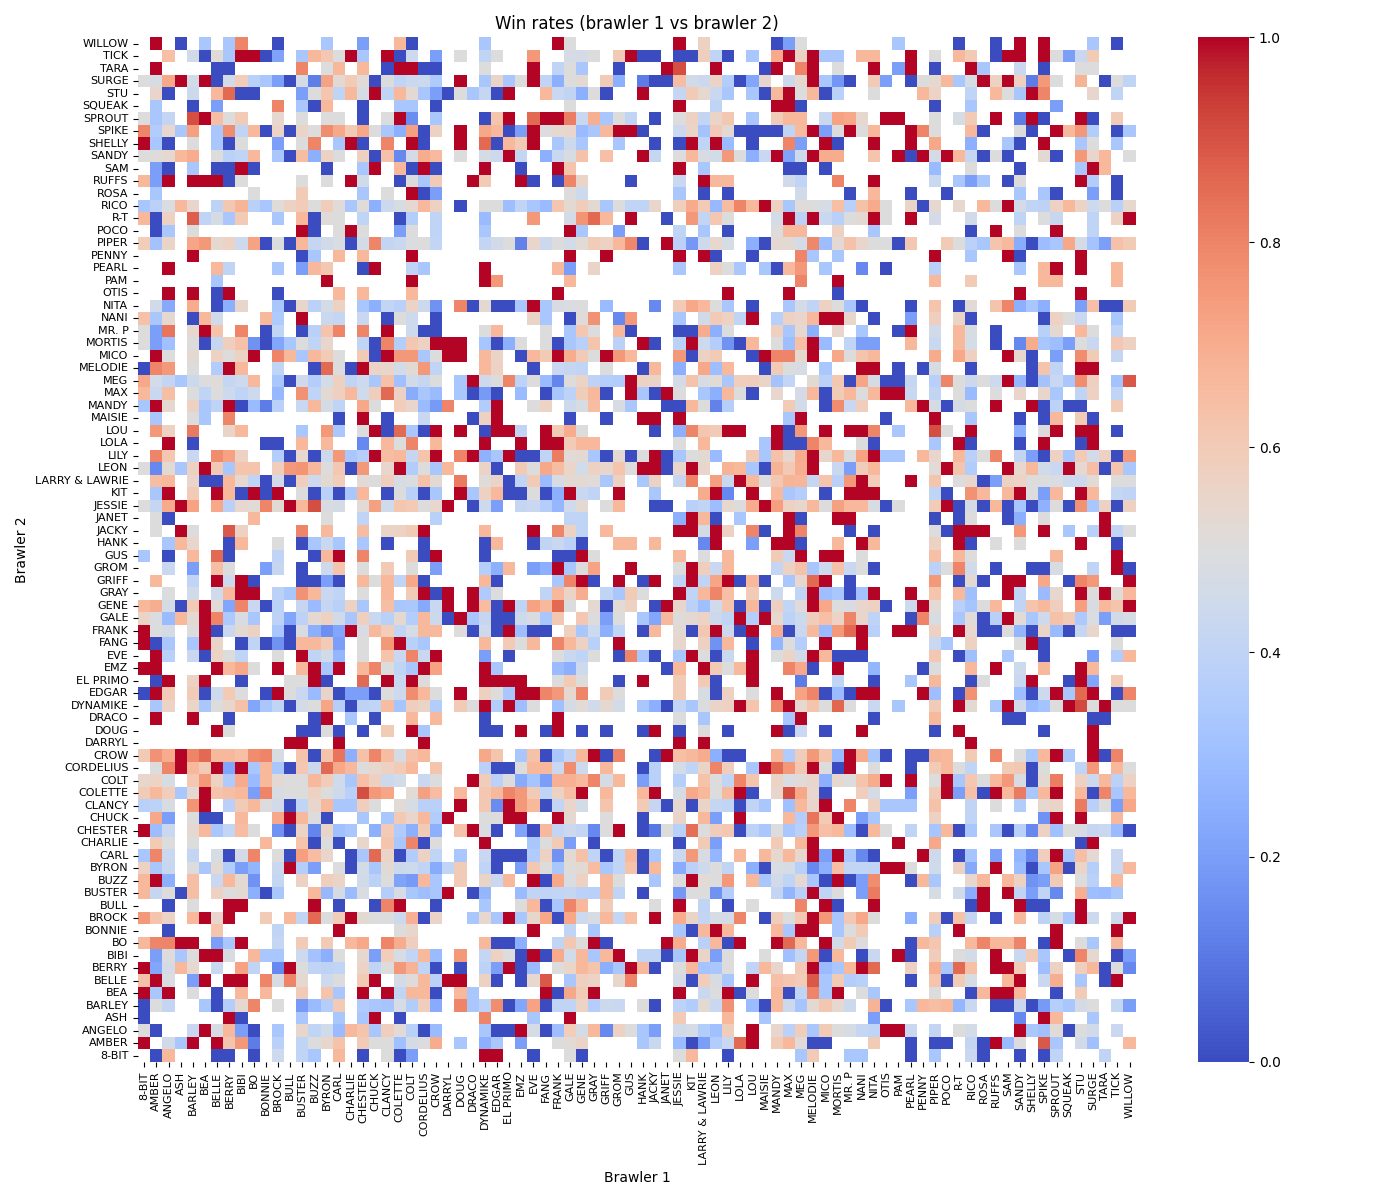 Win rates (brawler 1 vs brawler 2)
WILLOW
TICK
TARA
SURGE
STU
SQUEAK
SPROUT
SPIKE
SHELLY
SANDY
SAM
RUFFS
ROSA
RICO
R-T
POCO
PIPER
PENNY
PEARL
PAM
OTIS
NITA
NANI
MR. P
MORTIS
MICO
MELODIE
MEG
MAX
MANDY
MAISIE
LOU
LOLA
LILY
LEON
LARRY & LAWRIE
KIT
JESSIE
JANET
JACKY
HANK
GUS
GROM
GRIFF
GRAY
GENE
GALE
FRANK
FANG
EVE
EMZ
EL PRIMO
EDGAR
DYNAMIKE
DRACO
DOUG
DARRYL
CROW
CORDELIUS
COLT
COLETTE
CLANCY
CHUCK
CHESTER
CHARLIE
CARL
BYRON
BUZZ
BUSTER
BULL
BROCK
BONNIE
BO
BIBI
BERRY
BELLE
BEA
BARLEY
ASH
ANGELO
AMBER
8-BIT
Brawler 2
8-BIT
AMBER
ANGELO
ASH
BARLEY
BEA
BELLE
BERRY
BIBI
BO
BONNIE
BROCK
BULL
BUSTER
BUZZ
BYRON
CARL
CHARLIE
CHESTER
CHUCK
CLANCY
COLETTE
COLT
CORDELIUS
CROW
DARRYL
DOUG
DRACO
DYNAMIKE
EDGAR
EL PRIMO
EMZ
EVE
FANG
FRANK
GALE
GENE
GRAY
GRIFF
GROM
GUS
HANK
JACKY
JANET
JESSIE
KIT
LARRY & LAWRIE
LEON
LILY
LOLA
LOU
MAISIE
MANDY
MAX
MEG
MELODIE
MICO
MORTIS
MR. P
NANI
NITA
OTIS
PAM
PEARL
PENNY
PIPER
POCO
R-T
RICO
ROSA
RUFFS
SAM
SANDY
SHELLY
SPIKE
SPROUT
SQUEAK
STU
SURGE
TARA
TICK
WILLOW
Brawler 1
1.0
0.8
0.6
0.4
0.2
0.0